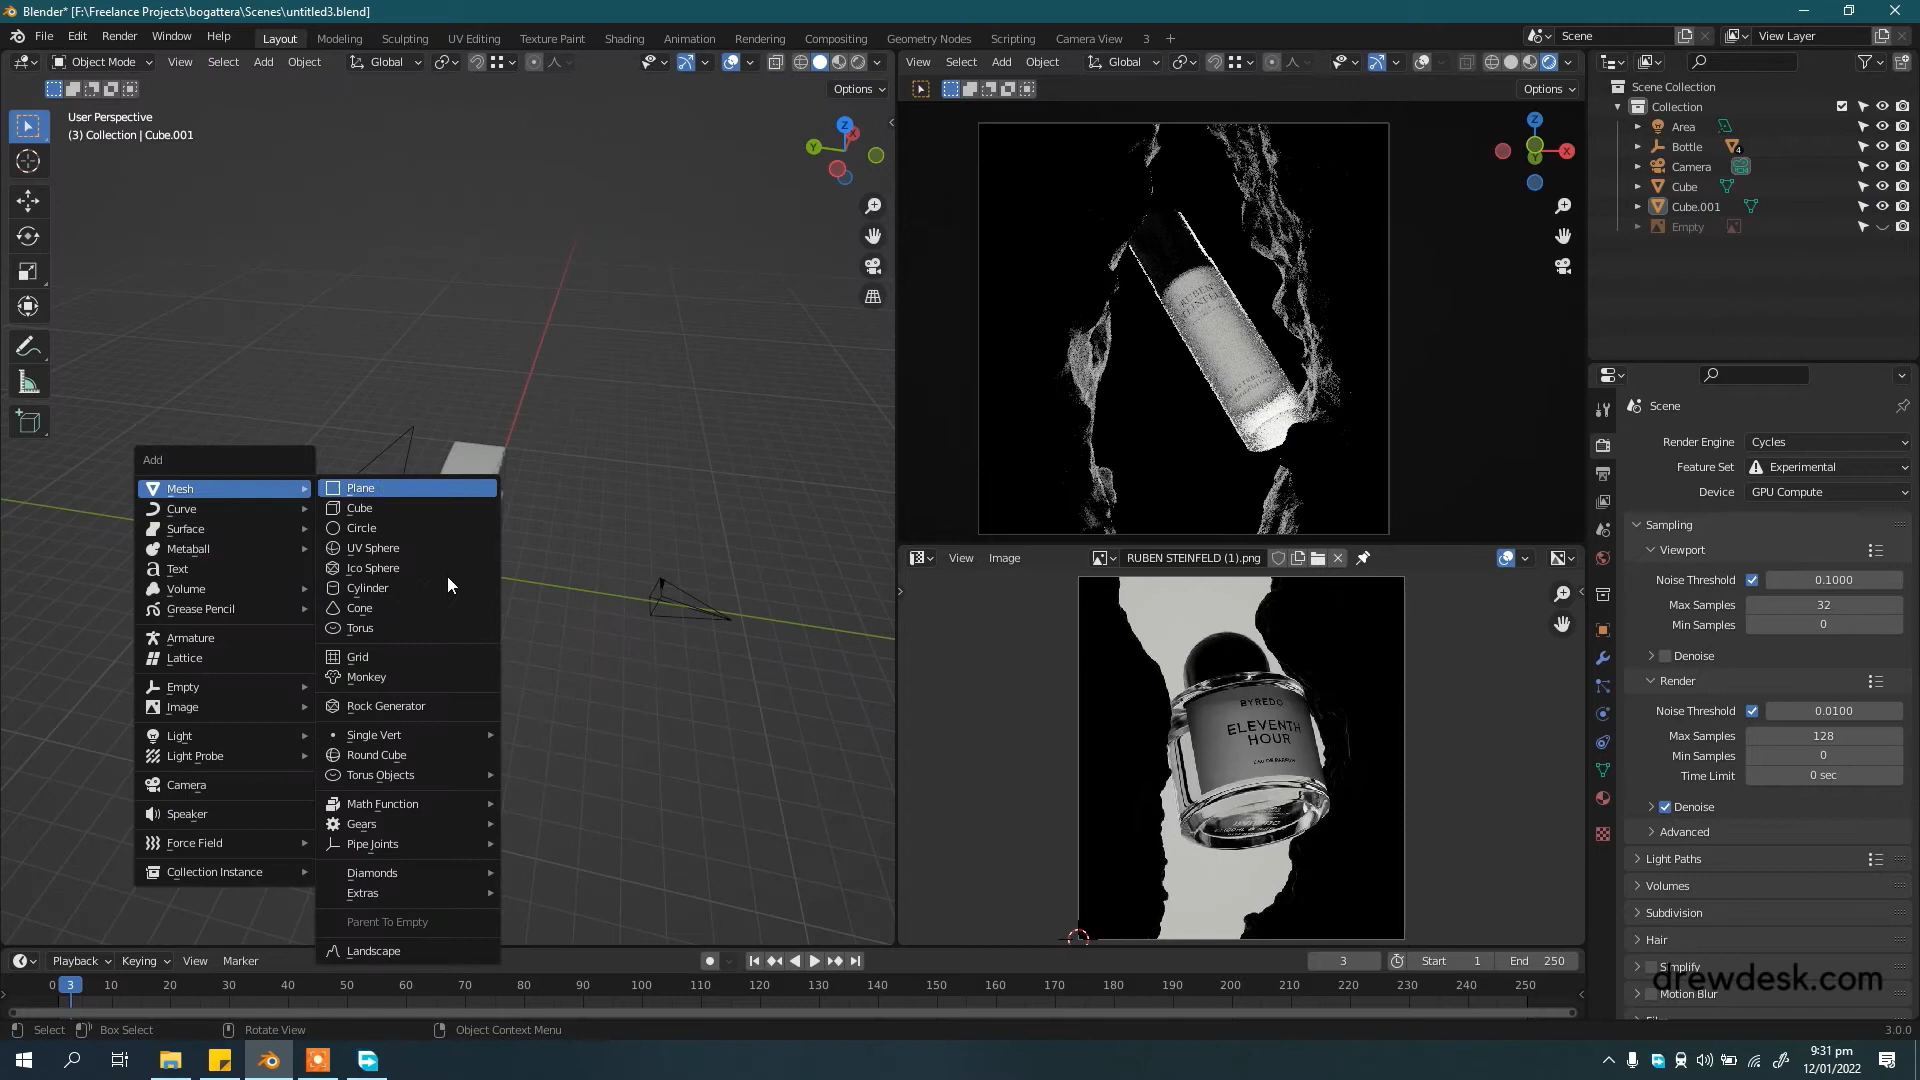 Blender* [F:\Freelance Projects\bogattera\Scenes\untitled3.blend]
File Edit Render Window Help
Layout Modeling Sculpting UV Editing Texture Paint Shading Animation Rendering Compositing Geometry Nodes Scripting Camera View 3 +
Scene
View Layer
Object Mode View Select Add Object Global
View Select Add Object Global
Options
Options
User Perspective
(3) Collection | Cube.001
Z
Y
X
Z
Y
X
Scene Collection
Collection
Area
Bottle 4
Camera
Cube
Cube.001
Empty
RUBEN
Add
Mesh
Curve
Surface
Metaball
Text
Volume
Grease Pencil
Armature
Lattice
Empty
Image
Light
Light Probe
Camera
Speaker
Force Field
Collection Instance
Plane
Cube
Circle
UV Sphere
Ico Sphere
Cylinder
Cone
Torus
Grid
Monkey
Rock Generator
Single Vert
Round Cube
Torus Objects
Math Function
Gears
Pipe Joints
Diamonds
Extras
Parent To Empty
Landscape
View Image RUBEN STEINFELD (1).png
BYREDO
ELEVENTH
HOUR
EAU DE PARFUM
Scene
Render Engine Cycles
Feature Set Experimental
Device GPU Compute
Sampling
Viewport
Noise Threshold 0.1000
Max Samples 32
Min Samples 0
Denoise
Render
Noise Threshold 0.0100
Max Samples 128
Min Samples 0
Time Limit 0 sec
Denoise
Advanced
Light Paths
Volumes
Subdivision
Hair
Simplify
Motion Blur
Film
drewdesk.com
Playback Keying View Marker
3 Start 1 End 250
0 3 10 20 30 40 50 60 70 80 90 100 110 120 130 140 150 160 170 180 190 200 210 220 230 240 250
Select Box Select Rotate View Object Context Menu
3.0.0
9:31 pm
12/01/2022